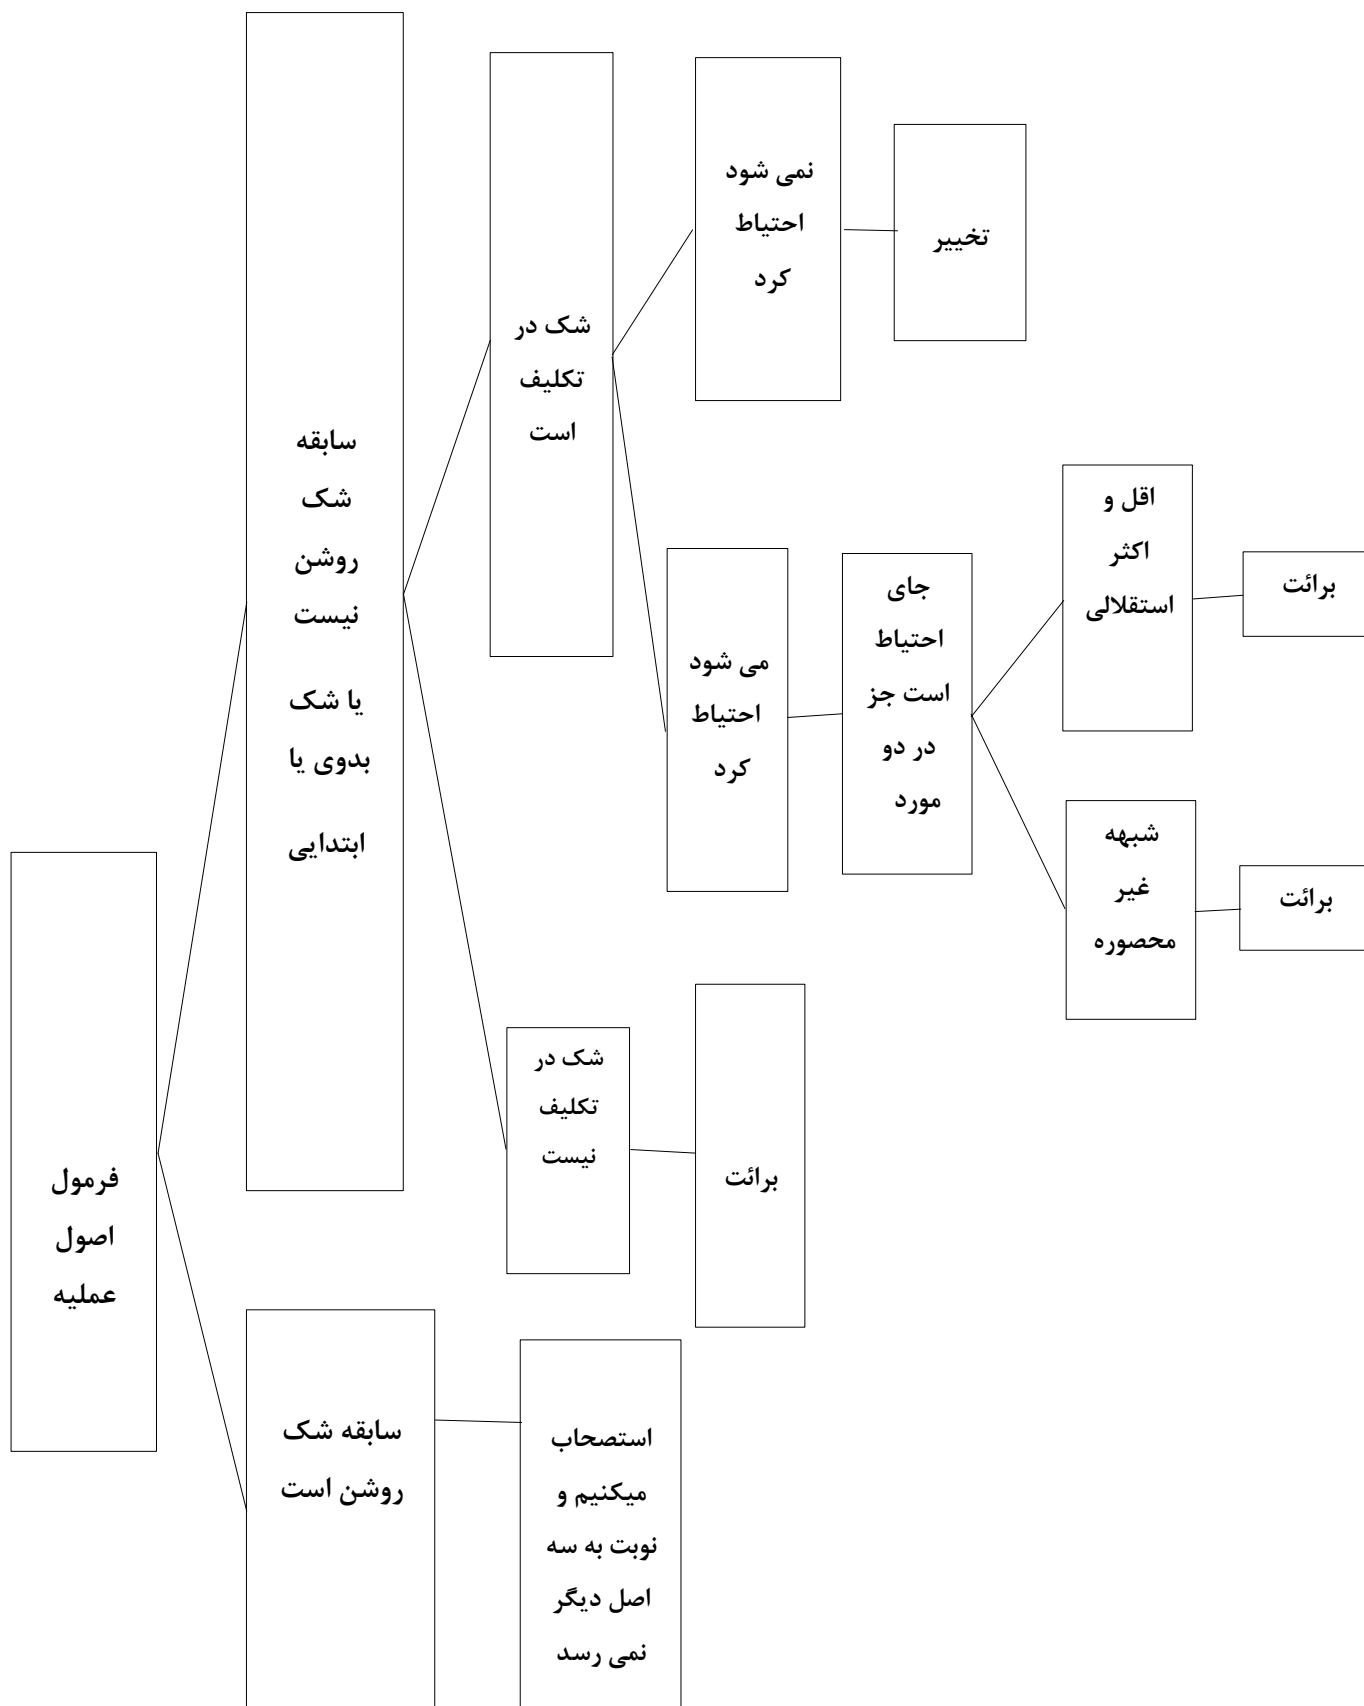 فرمول
اصول
عملیه
سابقه
شک
روشن
نیست
یا شک
بدوی یا
ابتدایی
شک در
تکلیف
است
نمی شود
احتیاط
کرد
تخییر
می شود
احتیاط
کرد
جای
احتیاط
است جز
در دو
مورد
اقل و
اکثر
استقلالی
برائت
شبهه
غیر
محصوره
برائت
شک در
تکلیف
نیست
برائت
سابقه شک
روشن است
استصحاب
میکنیم و
نوبت به سه
اصل دیگر
نمی رسد